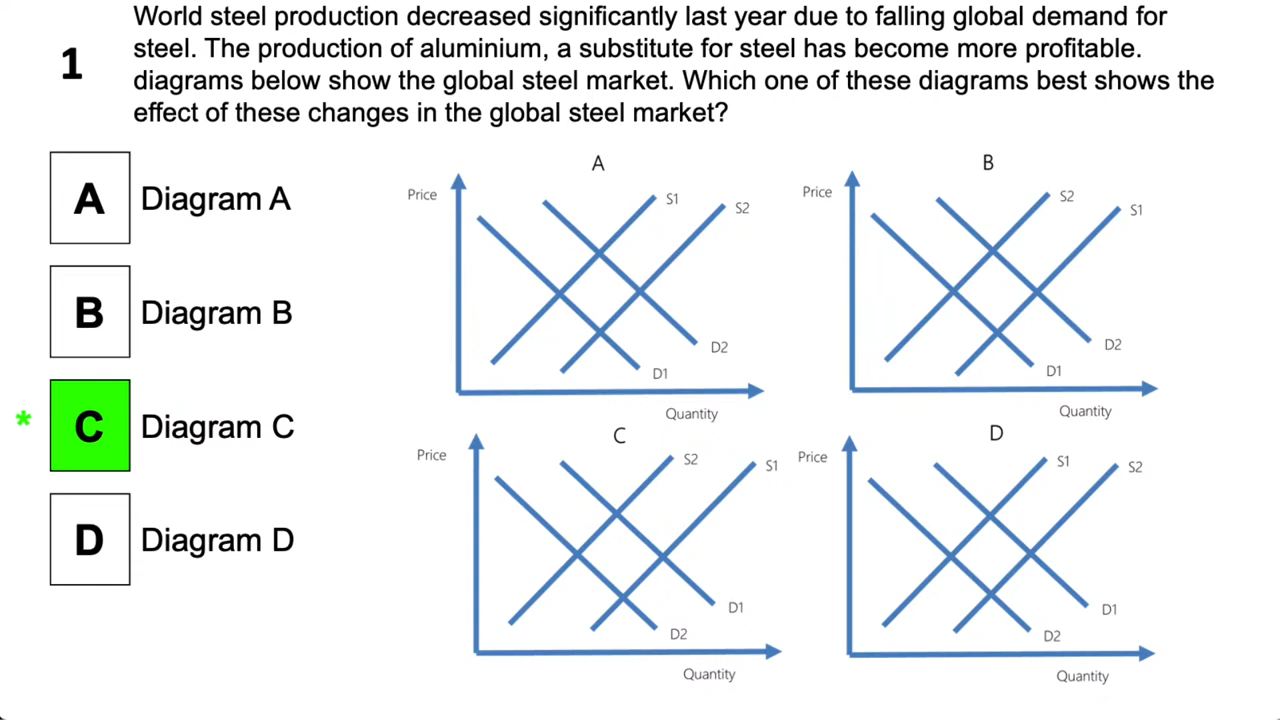 World steel production decreased significantly last year due to falling global demand for
1
steel. The production of aluminium, a substitute for steel has become more profitable.
diagrams below show the global steel market. Which one of these diagrams best shows the
effect of these changes in the global steel market?
A Diagram A
B Diagram B
* C Diagram C
D Diagram D
A
Price
S1
S2
D2
D1
Quantity
B
Price
S2
S1
D2
D1
Quantity
C
Price
S2
S1
D1
D2
Quantity
D
Price
S1
S2
D1
D2
Quantity